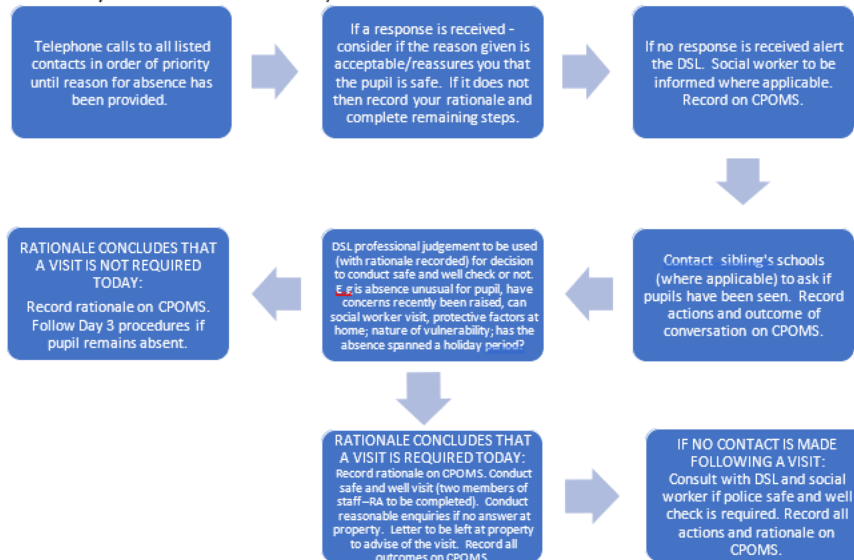 Telephone calls to all listed
contacts in order of priority
until reason for absence has
been provided.
If a response is received -
consider if the reason given is
acceptable/reassures you that
the pupil is safe. If it does not
then record your rationale and
complete remaining steps.
If no response is received alert
the DSL. Social worker to be
informed where applicable.
Record on CPOMS.
Contact sibling's schools
(where applicable) to ask if
pupils have been seen. Record
actions and outcome of
conversation on CPOMS.
DSL professional judgement to be used
(with rationale recorded) for decision
to conduct safe and well check or not.
E.g is absence unusual for pupil, have
concerns recently been raised, can
social worker visit, protective factors at
home; nature of vulnerability; has the
absence spanned a holiday period?
RATIONALE CONCLUDES THAT
A VISIT IS NOT REQUIRED
TODAY:
Record rationale on CPOMS.
Follow Day 3 procedures if
pupil remains absent.
RATIONALE CONCLUDES THAT
A VISIT IS REQUIRED TODAY:
Record rationale on CPOMS. Conduct
safe and well visit (two members of
staff–RA to be completed). Conduct
reasonable enquiries if no answer at
property. Letter to be left at property
to advise of the visit. Record all
outcomes on CPOMS.
IF NO CONTACT IS MADE
FOLLOWING A VISIT:
Consult with DSL and social
worker if police safe and well
check is required. Record all
actions and rationale on
CPOMS.